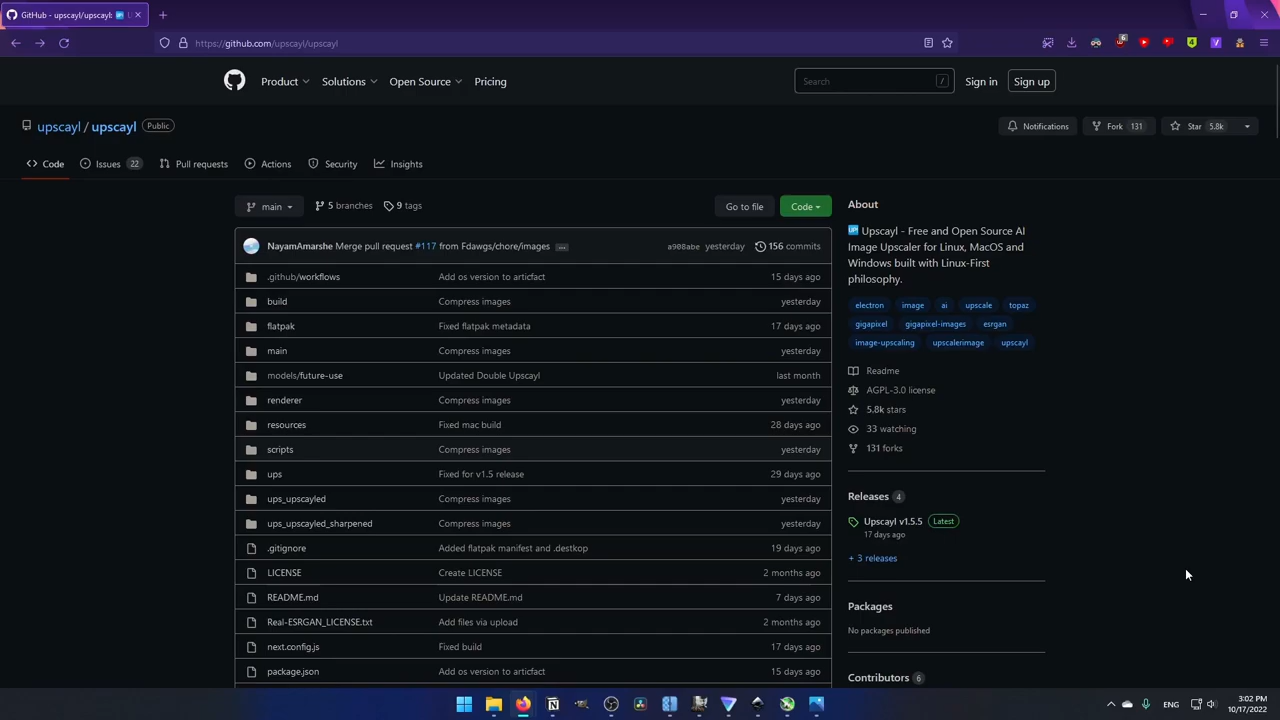 GitHub - upscayl/upscayl: UP! U
https://github.com/upscayl/upscayl
6
Product Solutions Open Source Pricing Search / Sign in Sign up
upscayl / upscayl Public Notifications Fork 131 Star 5.8k
Code Issues 22 Pull requests Actions Security Insights
main 5 branches 9 tags Go to file Code
NayamAmarshe Merge pull request #117 from Fdawgs/chore/images ... a908abe yesterday 156 commits
.github/workflows Add os version to articfact 15 days ago
build Compress images yesterday
flatpak Fixed flatpak metadata 17 days ago
main Compress images yesterday
models/future-use Updated Double Upscayl last month
renderer Compress images yesterday
resources Fixed mac build 28 days ago
scripts Compress images yesterday
ups Fixed for v1.5 release 29 days ago
ups_upscayled Compress images yesterday
ups_upscayled_sharpened Compress images yesterday
.gitignore Added flatpak manifest and .destkop 19 days ago
LICENSE Create LICENSE 2 months ago
README.md Update README.md 7 days ago
Real-ESRGAN_LICENSE.txt Add files via upload 2 months ago
next.config.js Fixed build 17 days ago
package.json Add os version to articfact 15 days ago
About
UP! Upscayl - Free and Open Source AI
Image Upscaler for Linux, MacOS and
Windows built with Linux-First
philosophy.
electron image ai upscale topaz
gigapixel gigapixel-images esrgan
image-upscaling upscalerimage upscayl
Readme
AGPL-3.0 license
5.8k stars
33 watching
131 forks
Releases 4
Upscayl v1.5.5 Latest
17 days ago
+ 3 releases
Packages
No packages published
Contributors 6
ENG
3:02 PM
10/17/2022